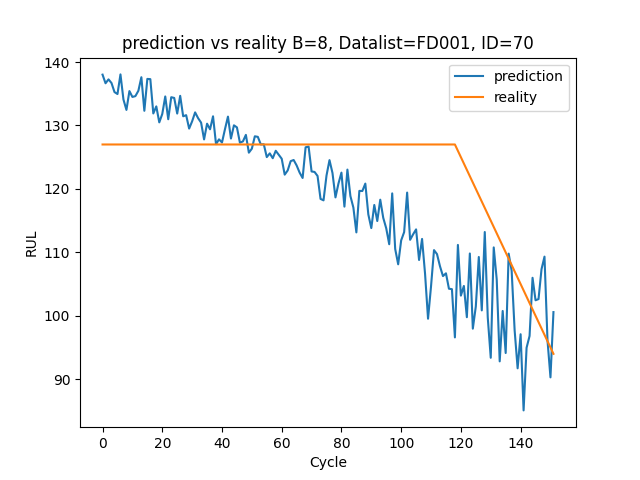 prediction vs reality B=8, Datalist=FD001, ID=70
prediction
reality
140
130
120
110
100
90
RUL
0 20 40 60 80 100 120 140
Cycle